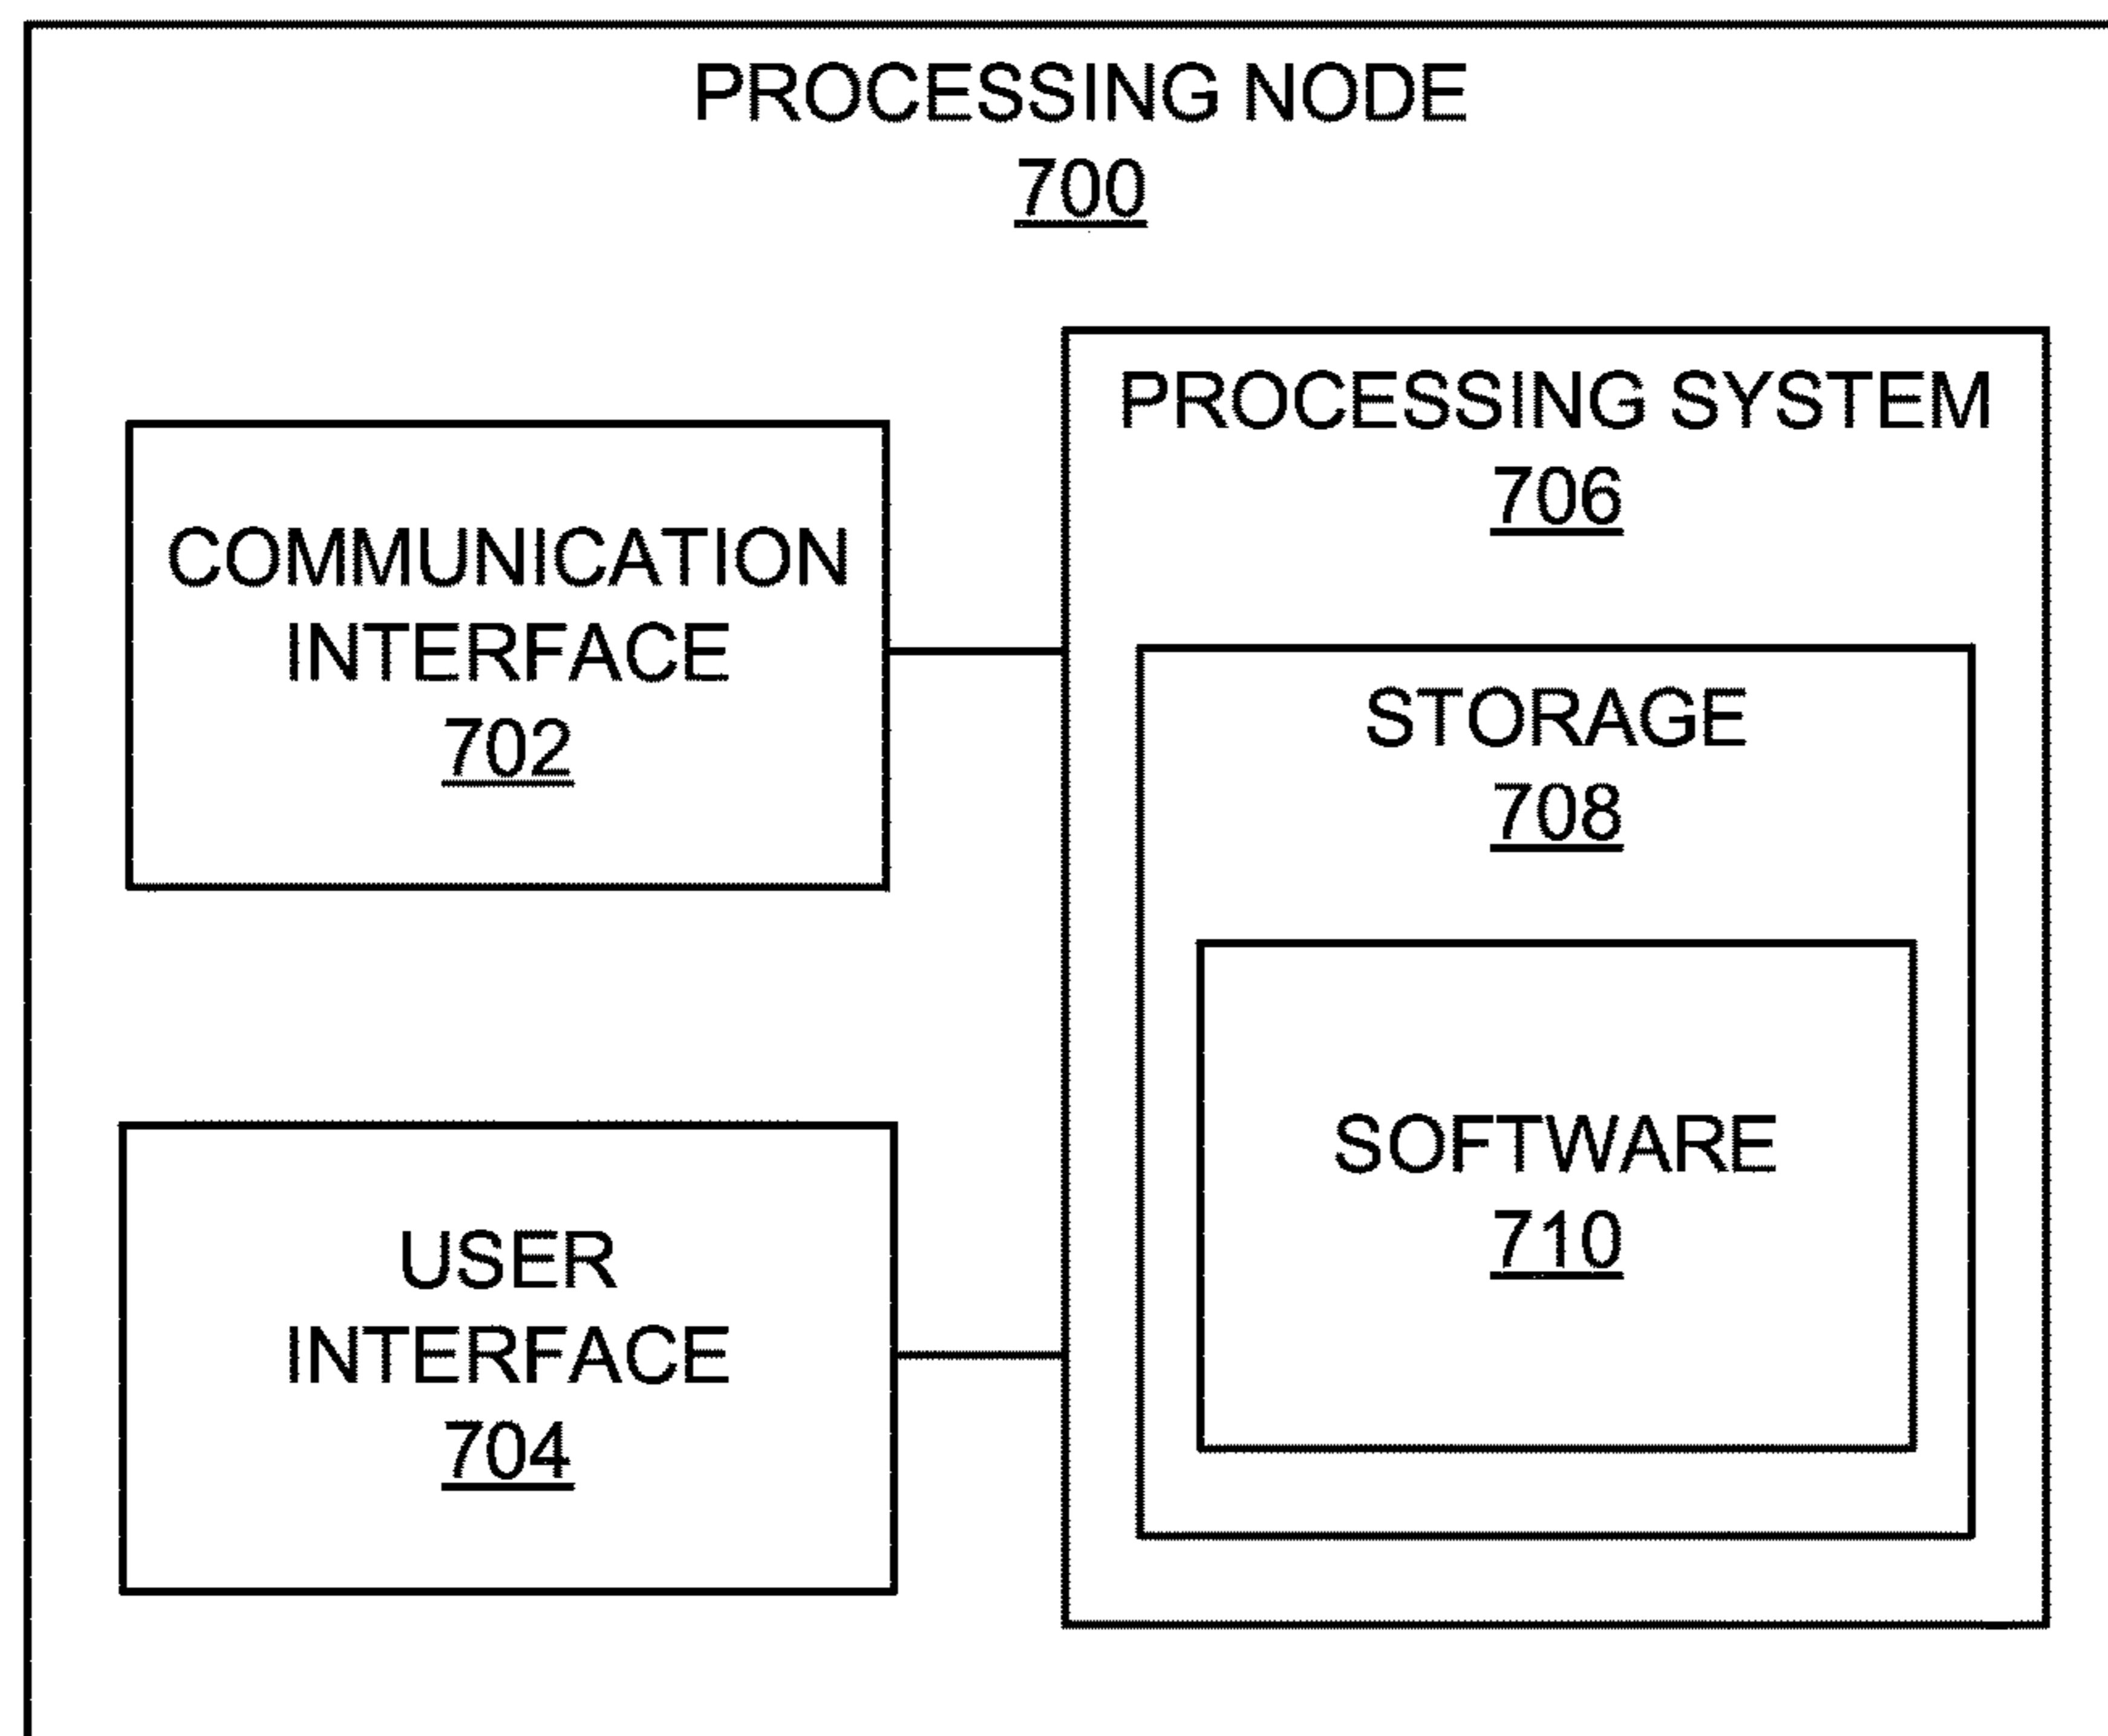 PROCESSING NODE
700
COMMUNICATION
INTERFACE
702
USER
INTERFACE
704
PROCESSING SYSTEM
706
STORAGE
708
SOFTWARE
710